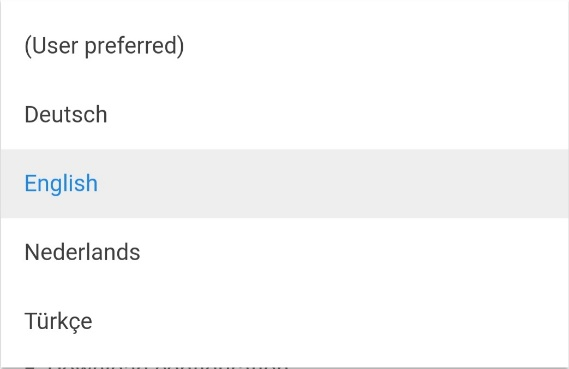 (User preferred)
Deutsch
English
Nederlands
Türkçe